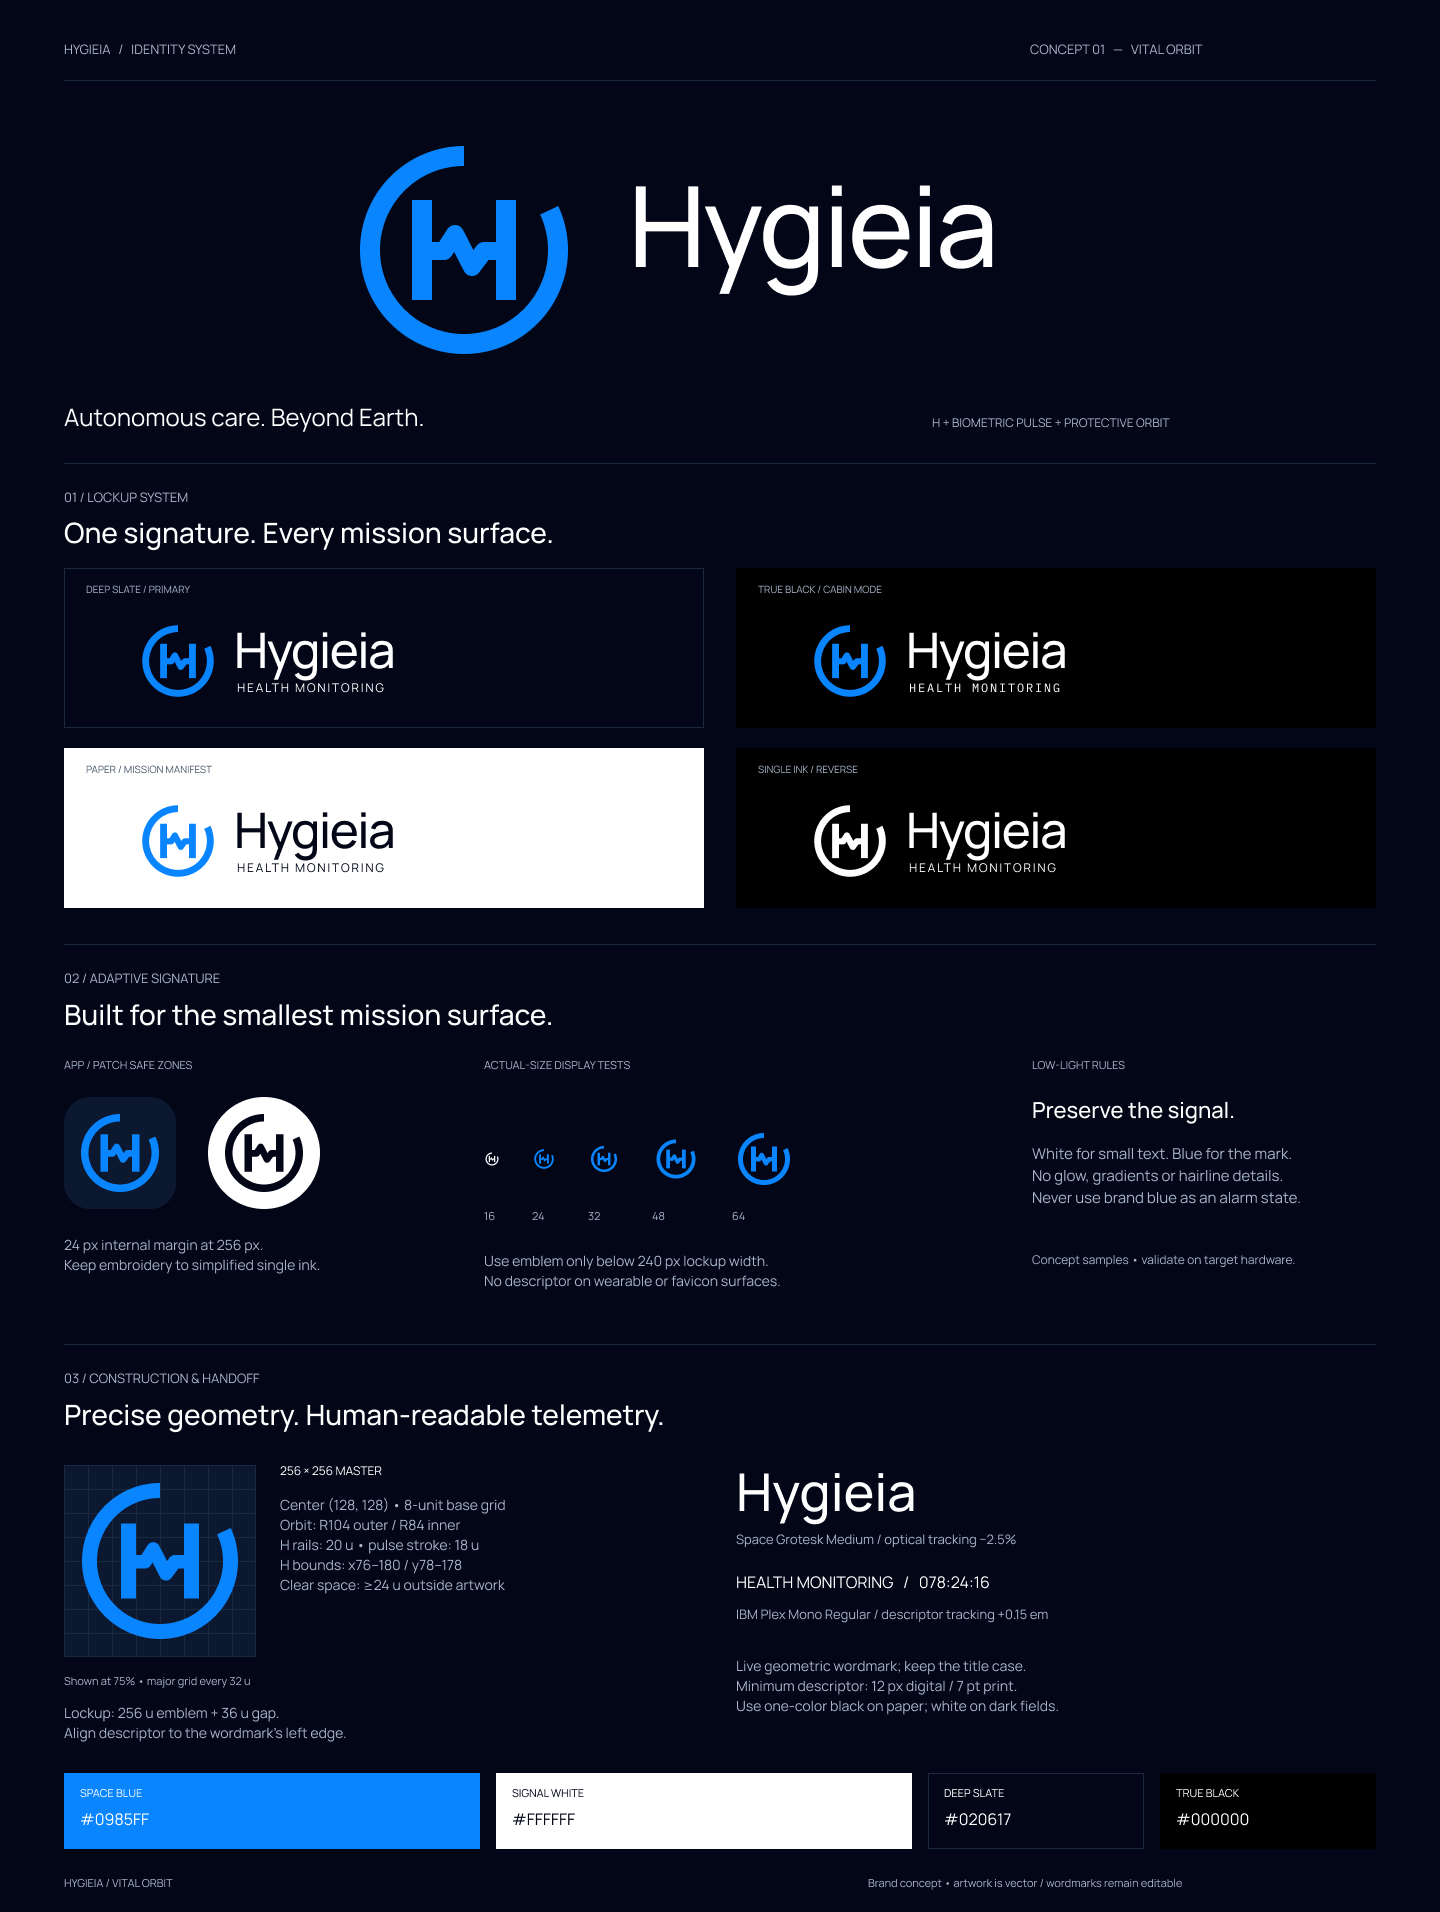 HYGIEIA / IDENTITY SYSTEM
CONCEPT 01 — VITAL ORBIT
Hygieia
Autonomous care. Beyond Earth.
H + BIOMETRIC PULSE + PROTECTIVE ORBIT
01 / LOCKUP SYSTEM
One signature. Every mission surface.
DEEP SLATE / PRIMARY
Hygieia
HEALTH MONITORING
TRUE BLACK / CABIN MODE
Hygieia
HEALTH MONITORING
PAPER / MISSION MANIFEST
Hygieia
HEALTH MONITORING
SINGLE INK / REVERSE
Hygieia
HEALTH MONITORING
02 / ADAPTIVE SIGNATURE
Built for the smallest mission surface.
APP / PATCH SAFE ZONES
24 px internal margin at 256 px.
Keep embroidery to simplified single ink.
ACTUAL-SIZE DISPLAY TESTS
16 24 32 48 64
Use emblem only below 240 px lockup width.
No descriptor on wearable or favicon surfaces.
LOW-LIGHT RULES
Preserve the signal.
White for small text. Blue for the mark.
No glow, gradients or hairline details.
Never use brand blue as an alarm state.
Concept samples • validate on target hardware.
03 / CONSTRUCTION & HANDOFF
Precise geometry. Human-readable telemetry.
256 × 256 MASTER
Center (128, 128) • 8-unit base grid
Orbit: R104 outer / R84 inner
H rails: 20 u • pulse stroke: 18 u
H bounds: x76–180 / y78–178
Clear space: ≥24 u outside artwork
Shown at 75% • major grid every 32 u
Lockup: 256 u emblem + 36 u gap.
Align descriptor to the wordmark's left edge.
Hygieia
Space Grotesk Medium / optical tracking −2.5%
HEALTH MONITORING / 078:24:16
IBM Plex Mono Regular / descriptor tracking +0.15 em
Live geometric wordmark; keep the title case.
Minimum descriptor: 12 px digital / 7 pt print.
Use one-color black on paper; white on dark fields.
SPACE BLUE
#0985FF
SIGNAL WHITE
#FFFFFF
DEEP SLATE
#020617
TRUE BLACK
#000000
HYGIEIA / VITAL ORBIT
Brand concept • artwork is vector / wordmarks remain editable